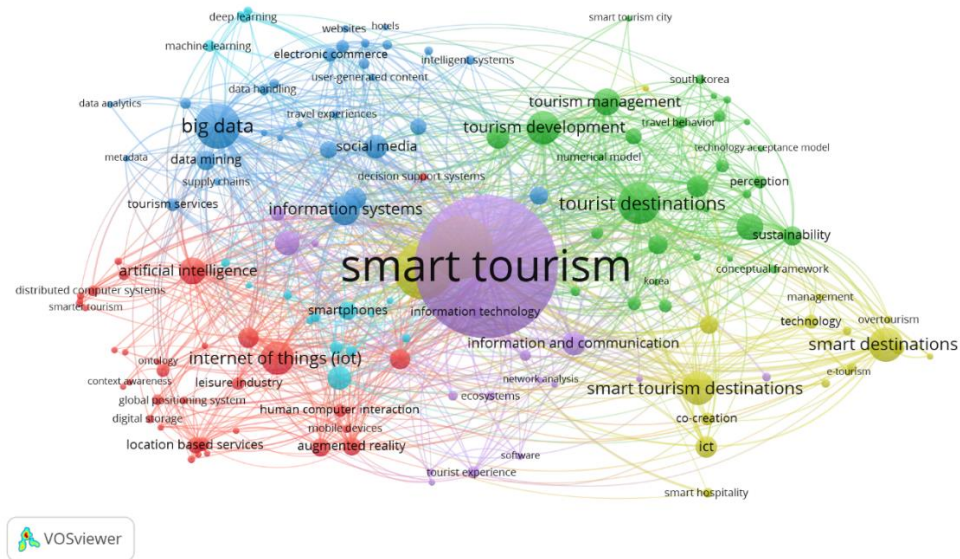 deep learning
smart tourism city
websites
hotels
machine learning
electronic commerce
intelligent systems
user-generated content
south korea
data handling
data analytics
travel experiences
tourism management
big data
tourism development
travel behavior
social media
technology acceptance model
metadata
data mining
numerical model
decision support systems
supply chains
perception
tourism services
information systems
tourist destinations
sustainability
smart tourism
artificial intelligence
conceptual framework
korea
distributed computer systems
management
smarter tourism
smartphones
information technology
technology
overtourism
information and communication
smart destinations
internet of things (iot)
ontology
e-tourism
context awareness
leisure industry
network analysis
smart tourism destinations
global positioning system
ecosystems
human computer interaction
co-creation
digital storage
mobile devices
location based services
augmented reality
ict
software
tourist experience
smart hospitality
VOSviewer